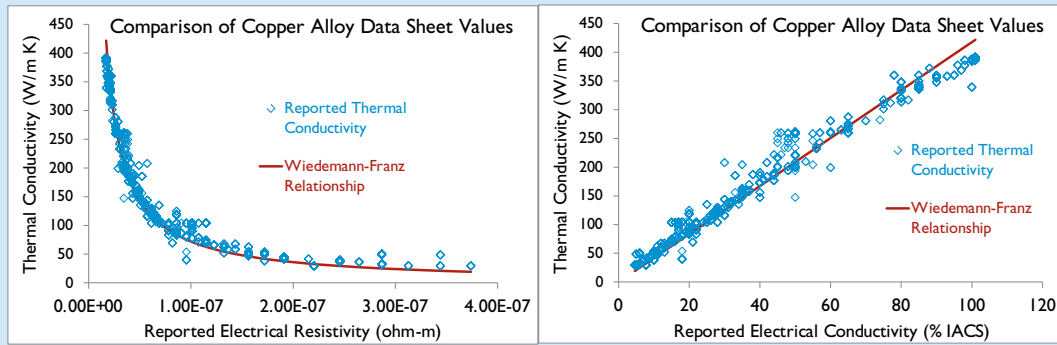 Comparison of Copper Alloy Data Sheet Values
Thermal Conductivity (W/m K)
450
400
350
300
250
200
150
100
50
0
Reported Thermal
Conductivity
Wiedemann-Franz
Relationship
0.00E+00 1.00E-07 2.00E-07 3.00E-07 4.00E-07
Reported Electrical Resistivity (ohm-m)
Comparison of Copper Alloy Data Sheet Values
Thermal Conductivity (W/m K)
450
400
350
300
250
200
150
100
50
0
Reported Thermal
Conductivity
Wiedemann-Franz
Relationship
0 20 40 60 80 100 120
Reported Electrical Conductivity (% IACS)